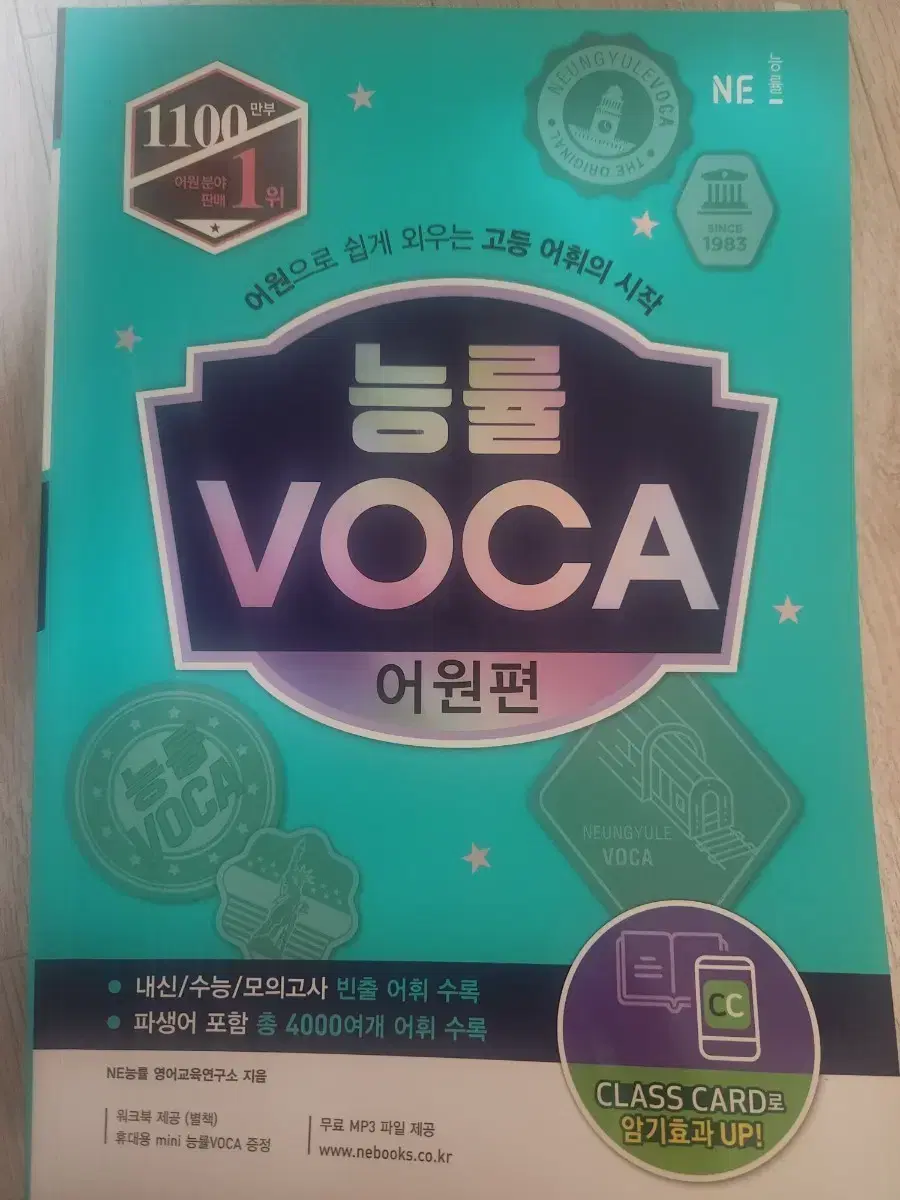 1100만부
어원 분야
판매 1위
NEUNGYULEVOCA
THE ORIGINAL
NE 능률
SINCE
1983
어원으로 쉽게 외우는 고등 어휘의 시작
능률
VOCA
어원편
능률
VOCA
NEUNGYULE
VOCA
내신/수능/모의고사 빈출 어휘 수록
파생어 포함 총 4000여개 어휘 수록
CC
CLASS CARD로
암기효과 UP!
NE능률 영어교육연구소 지음
워크북 제공 (별책)
휴대용 mini 능률VOCA 증정
무료 MP3 파일 제공
www.nebooks.co.kr